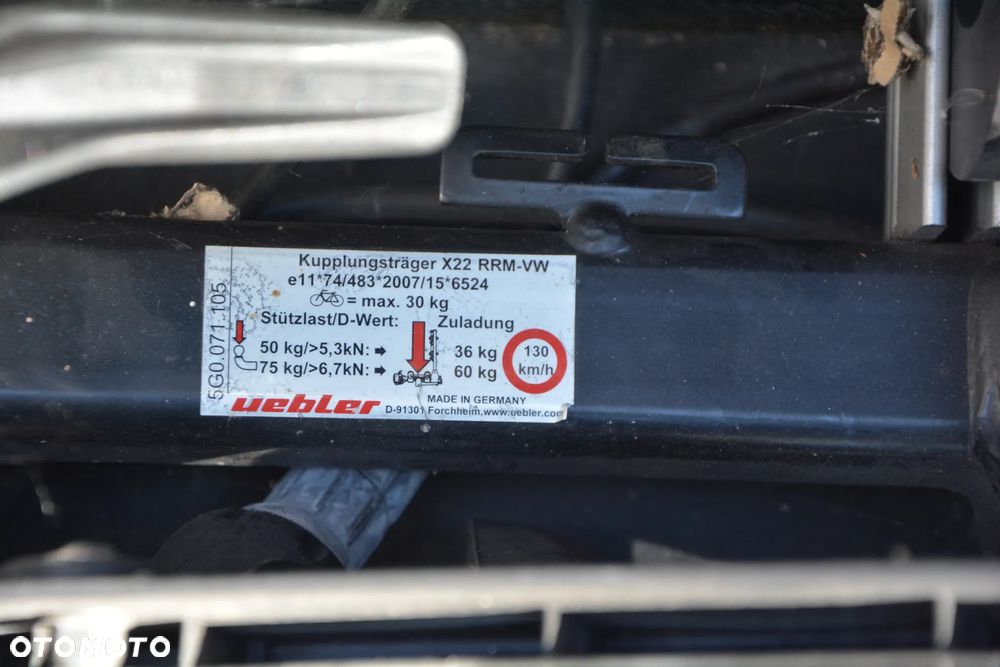 Kupplungsträger X22 RRM-VW
e11*74/483*2007/15*6524
= max. 30 kg
Stützlast/D-Wert: Zuladung
50 kg/>5,3kN: 36 kg
75 kg/>6,7kN: 60 kg
130
km/h
5G0.071.105
uebler
MADE IN GERMANY
D-91301 Forchheim,www.uebler.com
OTOMOTO